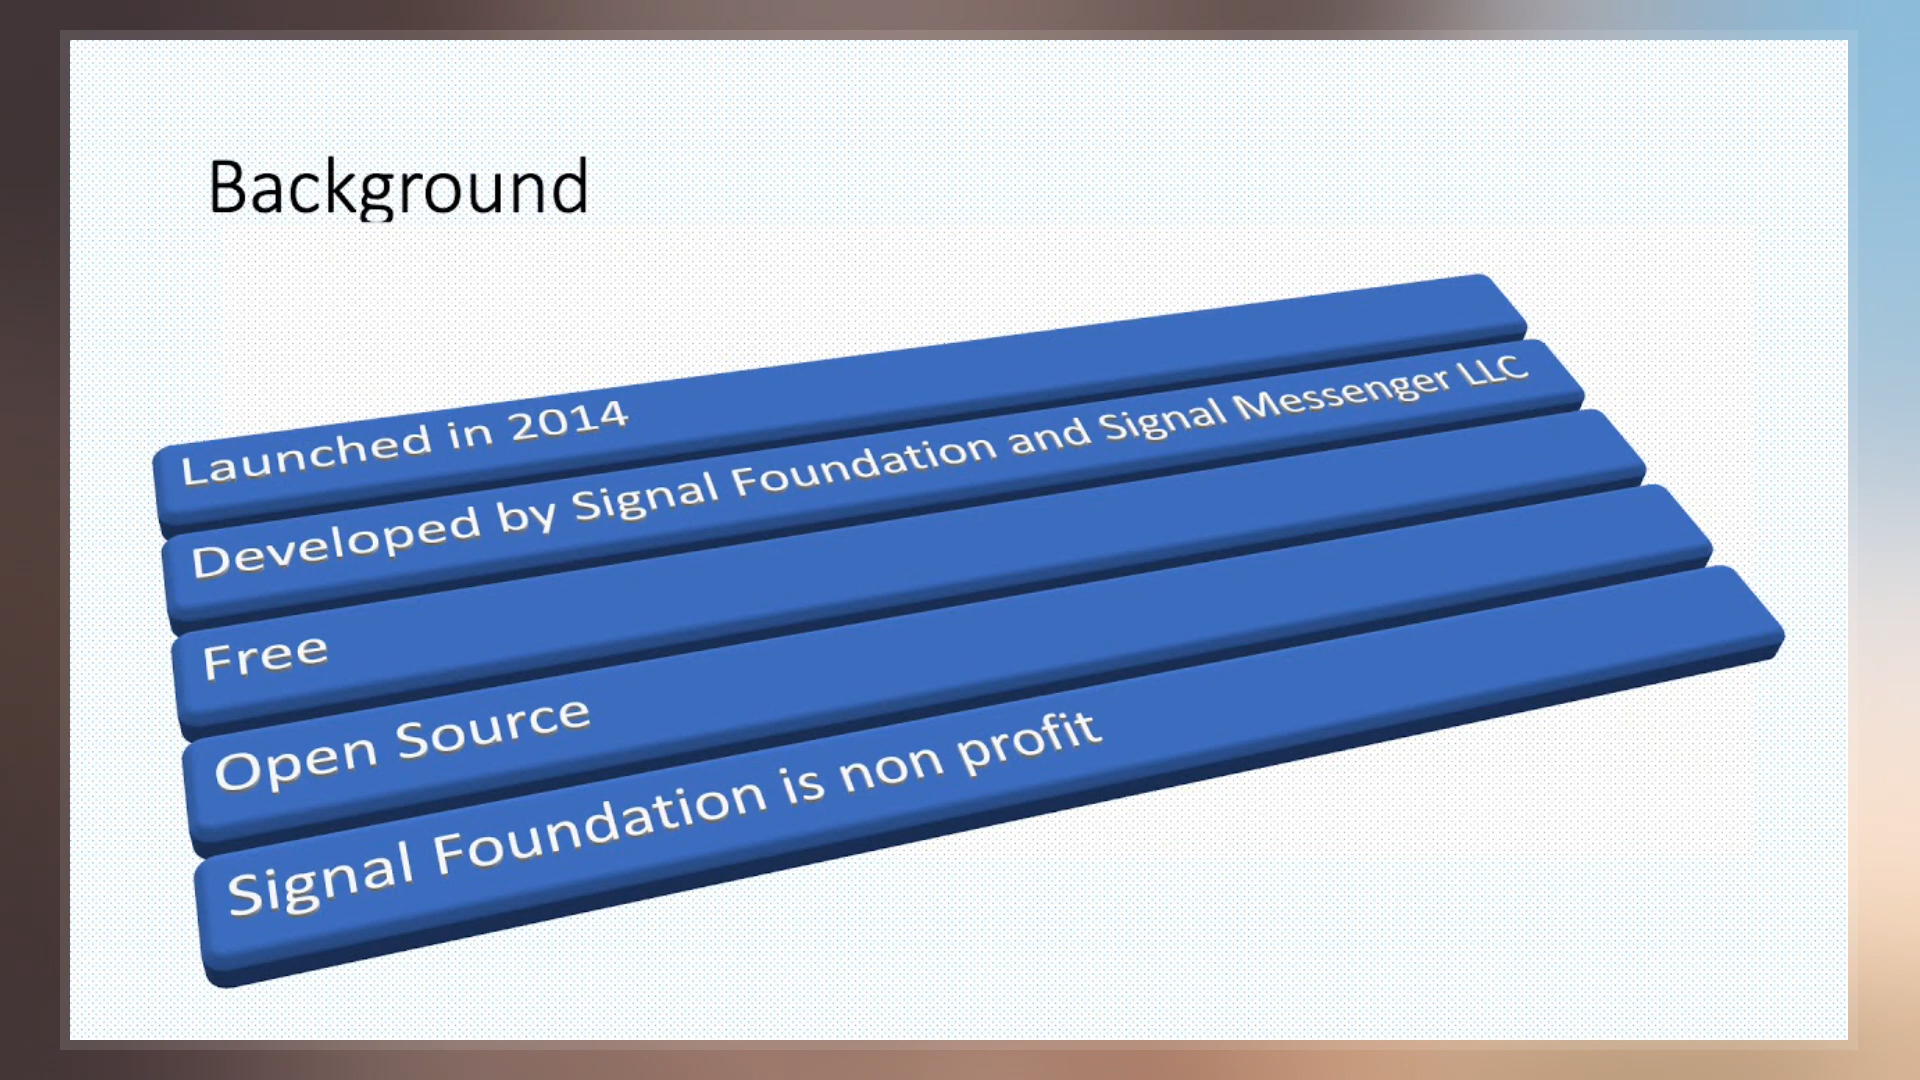 Background
Launched in 2014
Developed by Signal Foundation and Signal Messenger LLC
Free
Open Source
Signal Foundation is non profit